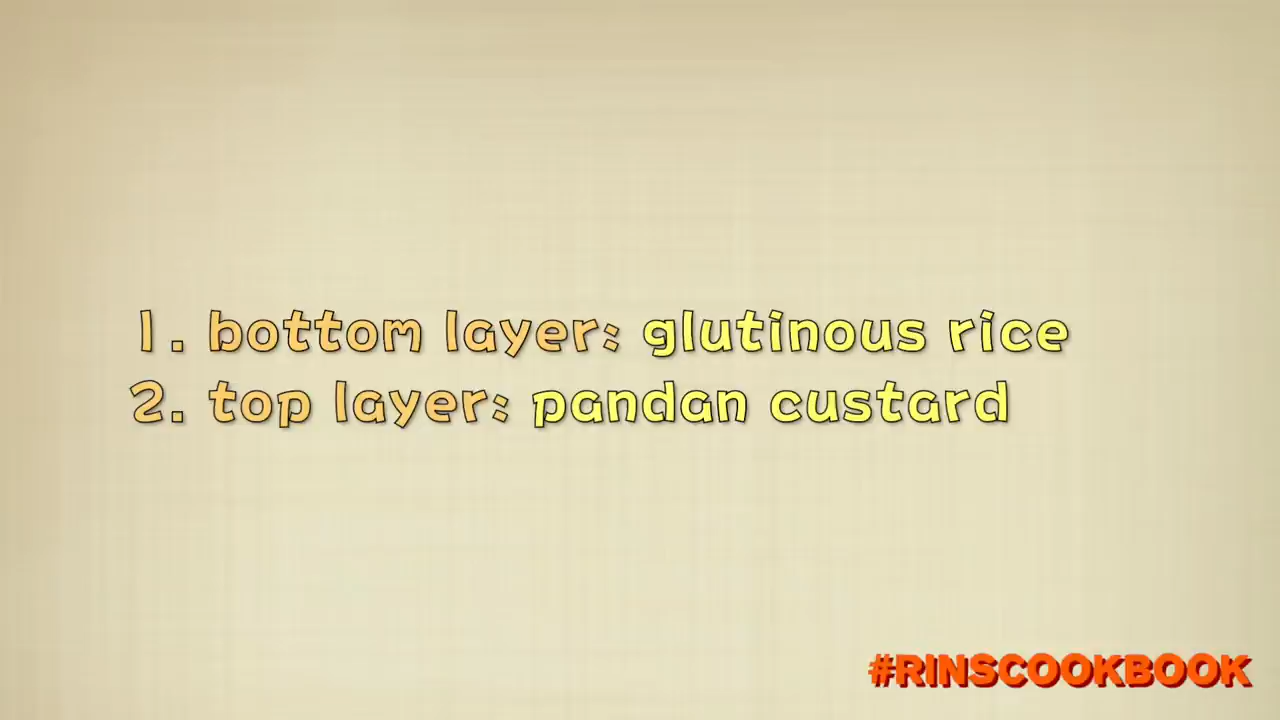 1. bottom layer: glutinous rice
2. top layer: pandan custard
#RINSCOOKBOOK